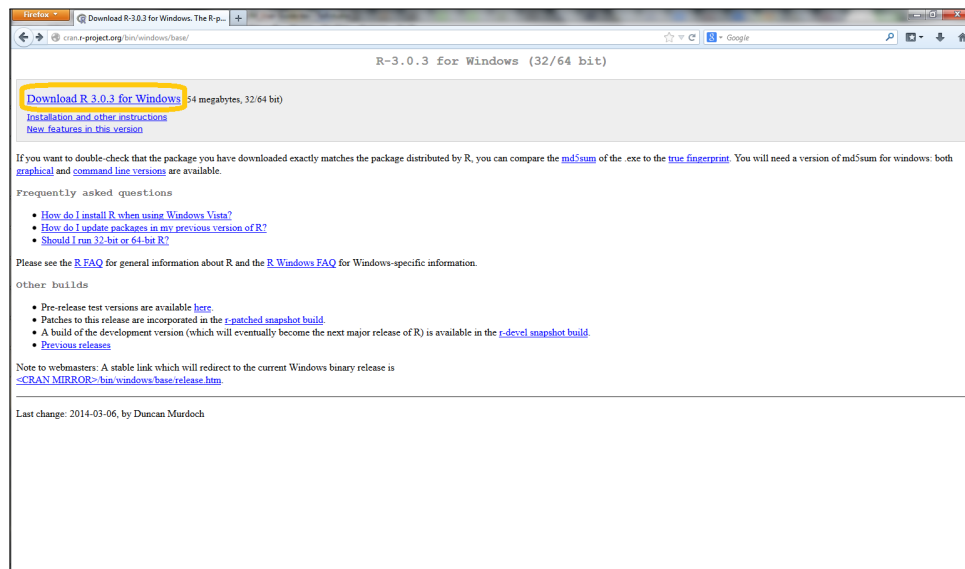 Firefox
Download R-3.0.3 for Windows. The R-p...
+
cran.r-project.org/bin/windows/base/
8 - Google
R-3.0.3 for Windows (32/64 bit)
Download R 3.0.3 for Windows (54 megabytes, 32/64 bit)
Installation and other instructions
New features in this version
If you want to double-check that the package you have downloaded exactly matches the package distributed by R, you can compare the md5sum of the .exe to the true fingerprint. You will need a version of md5sum for windows: both
graphical and command line versions are available.
Frequently asked questions
• How do I install R when using Windows Vista?
• How do I update packages in my previous version of R?
• Should I run 32-bit or 64-bit R?
Please see the R FAQ for general information about R and the R Windows FAQ for Windows-specific information.
Other builds
• Pre-release test versions are available here.
• Patches to this release are incorporated in the r-patched snapshot build.
• A build of the development version (which will eventually become the next major release of R) is available in the r-devel snapshot build.
• Previous releases
Note to webmasters: A stable link which will redirect to the current Windows binary release is
<CRAN MIRROR>/bin/windows/base/release.htm.
Last change: 2014-03-06, by Duncan Murdoch